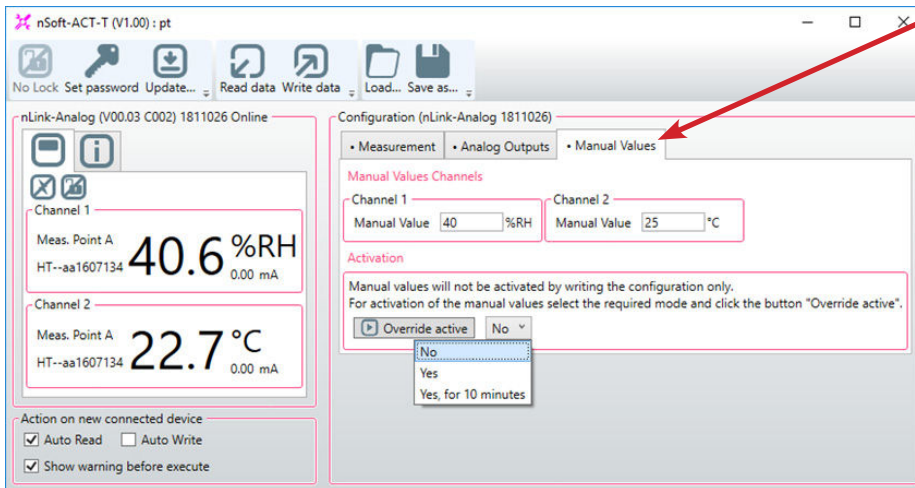 nSoft-ACT-T (V1.00) : pt
No Lock Set password Update... Read data Write data Load... Save as...
nLink-Analog (V00.03 C002) 1811026 Online
Channel 1
Meas. Point A
HT--aa1607134
40.6 %RH
0.00 mA
Channel 2
Meas. Point A
HT--aa1607134
22.7 °C
0.00 mA
Action on new connected device
Auto Read Auto Write
Show warning before execute
Configuration (nLink-Analog 1811026)
• Measurement • Analog Outputs • Manual Values
Manual Values Channels
Channel 1
Manual Value 40 %RH
Channel 2
Manual Value 25 °C
Activation
Manual values will not be activated by writing the configuration only.
For activation of the manual values select the required mode and click the button "Override active".
Override active No
No
Yes
Yes, for 10 minutes